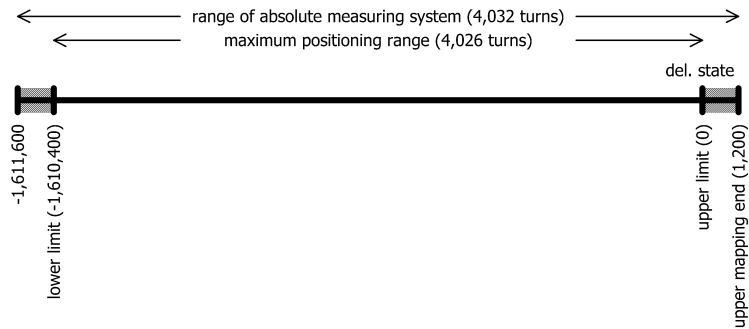 range of absolute measuring system (4,032 turns)
maximum positioning range (4,026 turns)
del. state
-1,611,600
lower limit (-1,610,400)
upper limit (0)
upper mapping end (1,200)